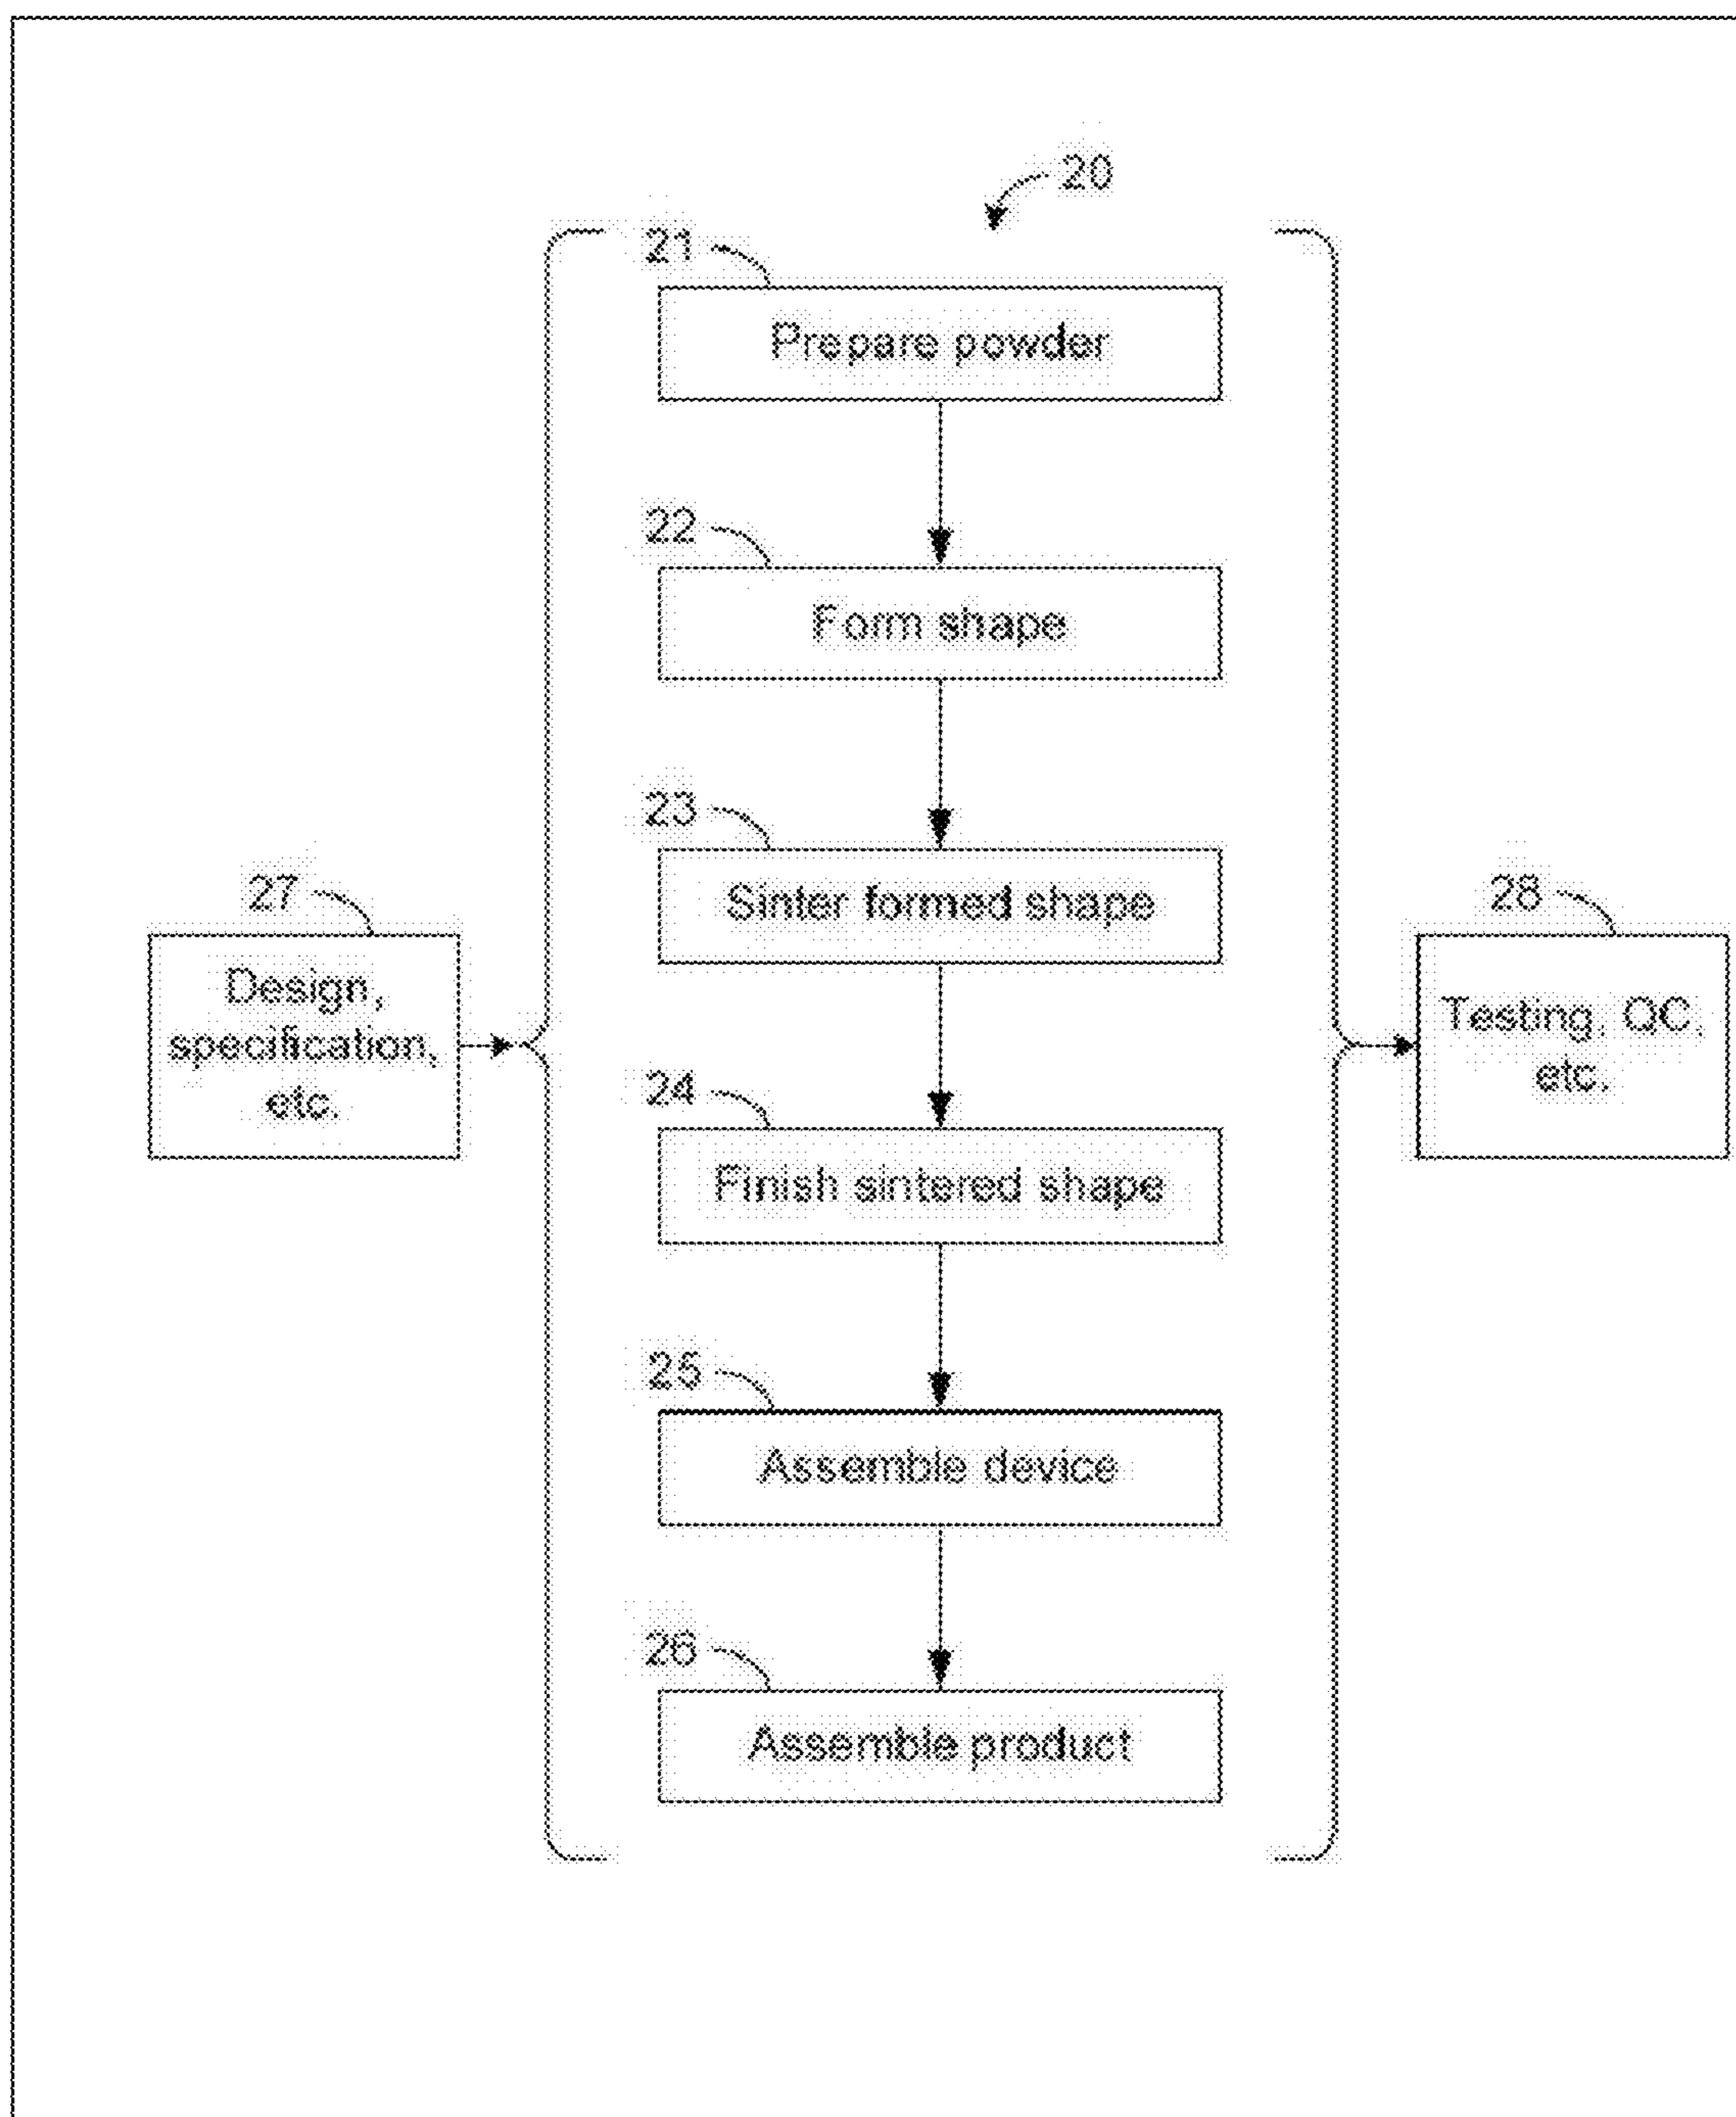 20
21
Prepare powder
22
Form shape
23
Sinter formed shape
27
Design,
specification,
etc.
28
Testing, QC,
etc.
24
Finish sintered shape
25
Assemble device
26
Assemble product